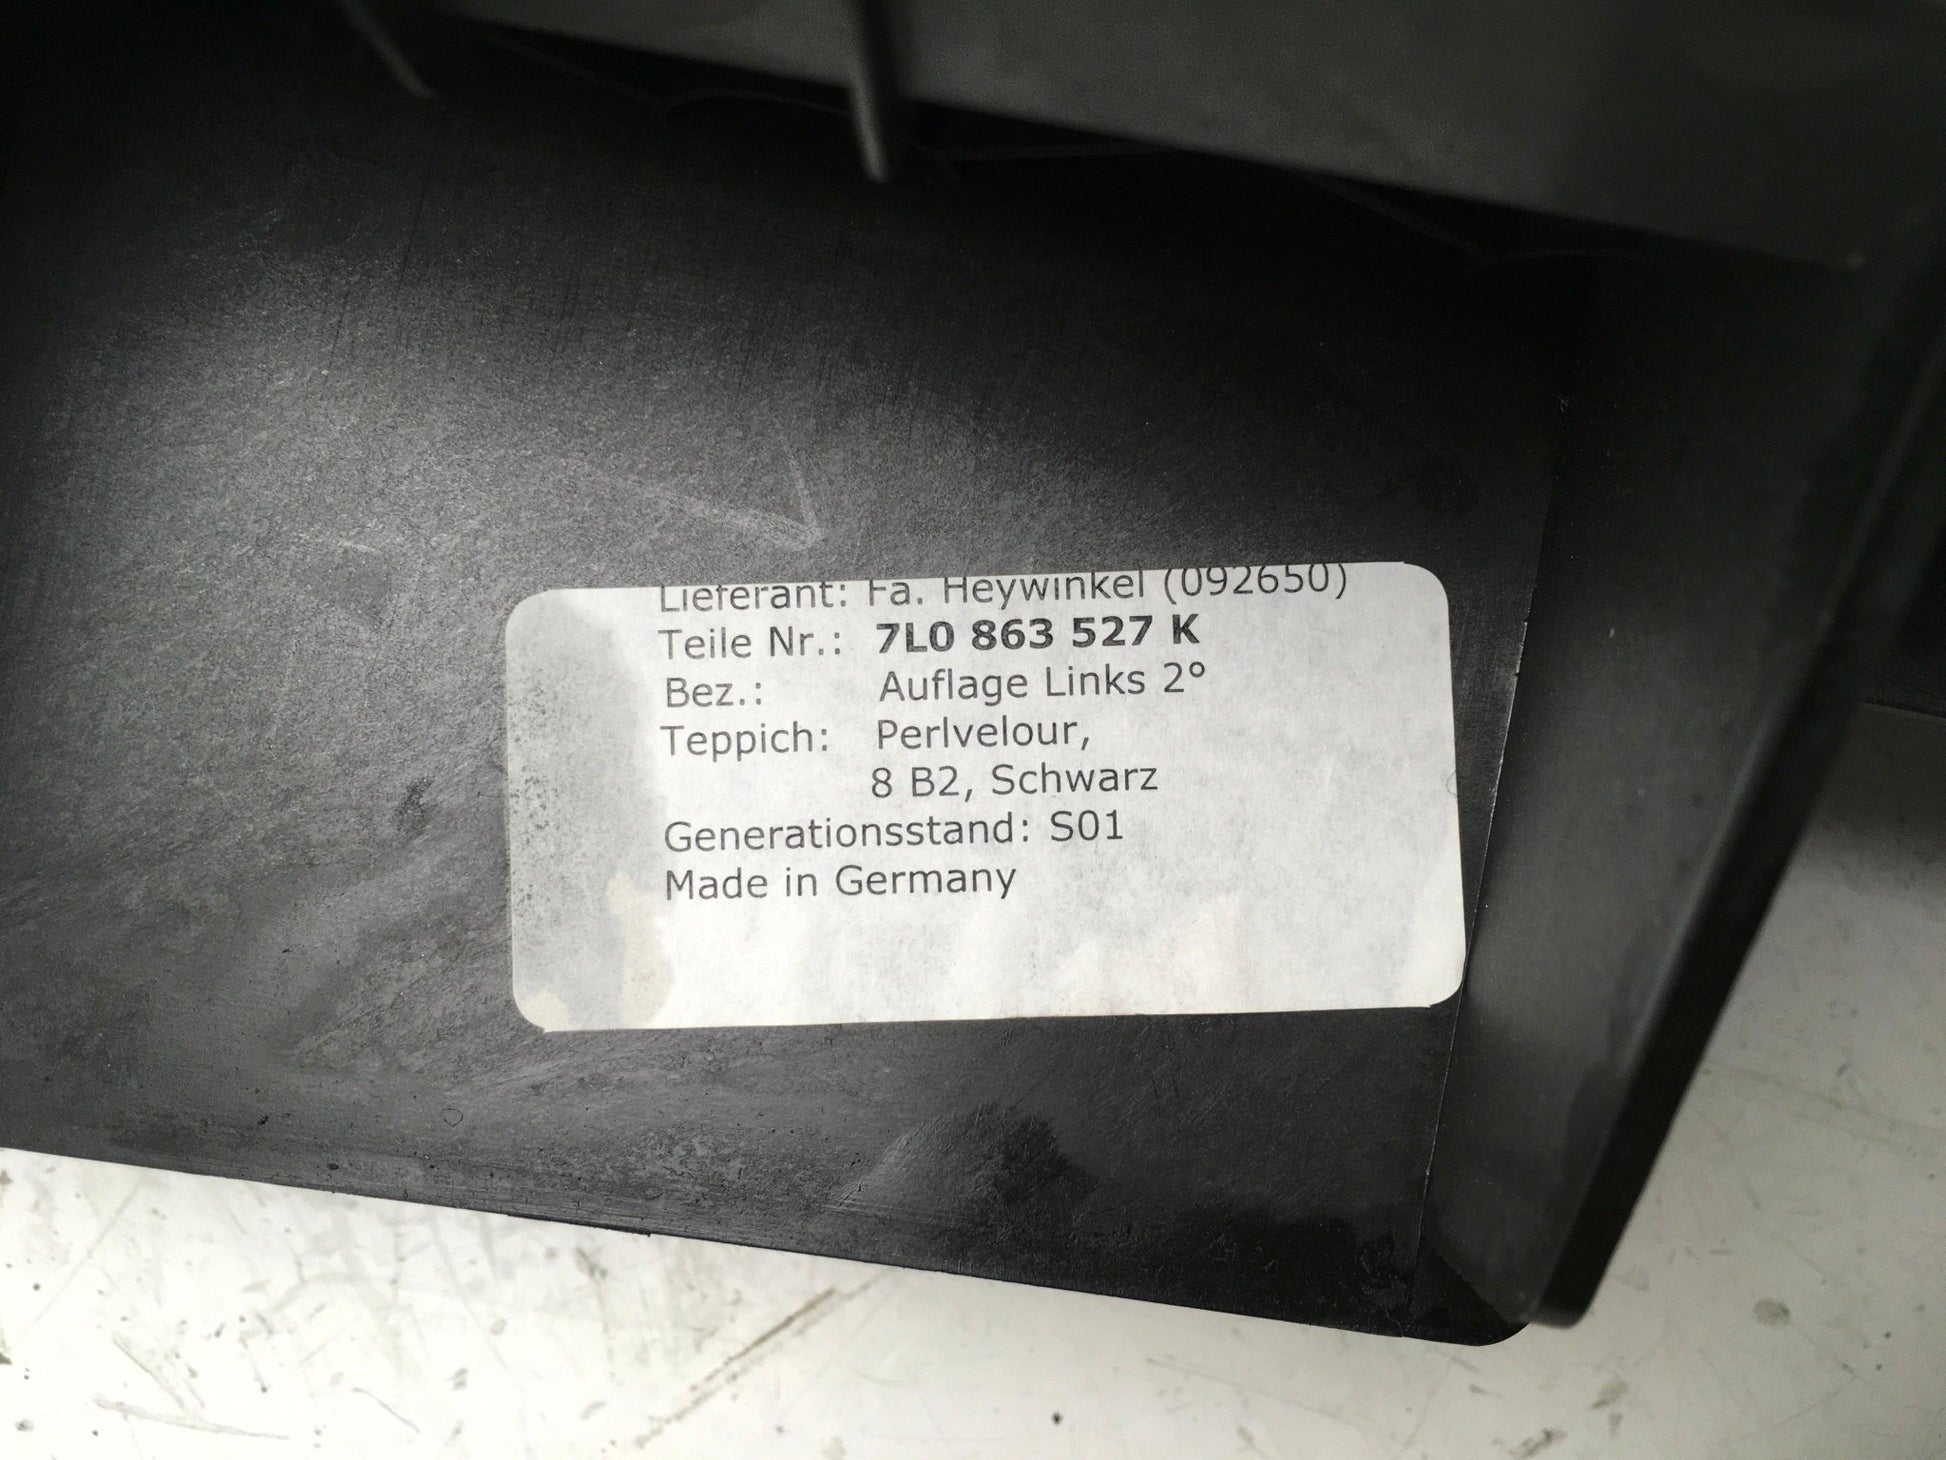 Lieferant: Fa. Heywinkel (092650)
Teile Nr.: 7L0 863 527 K
Bez.: Auflage Links 2°
Teppich: Perlvelour,
8 B2, Schwarz
Generationsstand: S01
Made in Germany